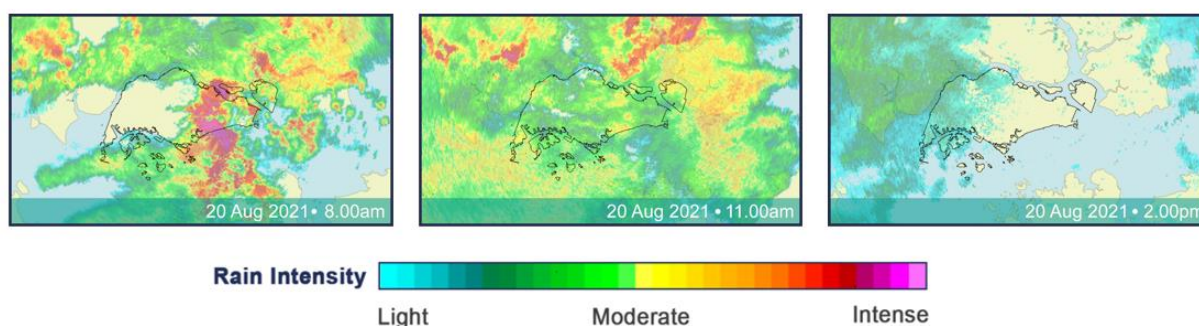 20 Aug 2021 • 8.00am
20 Aug 2021 • 11.00am
20 Aug 2021 • 2.00pm
Rain Intensity
Light
Moderate
Intense